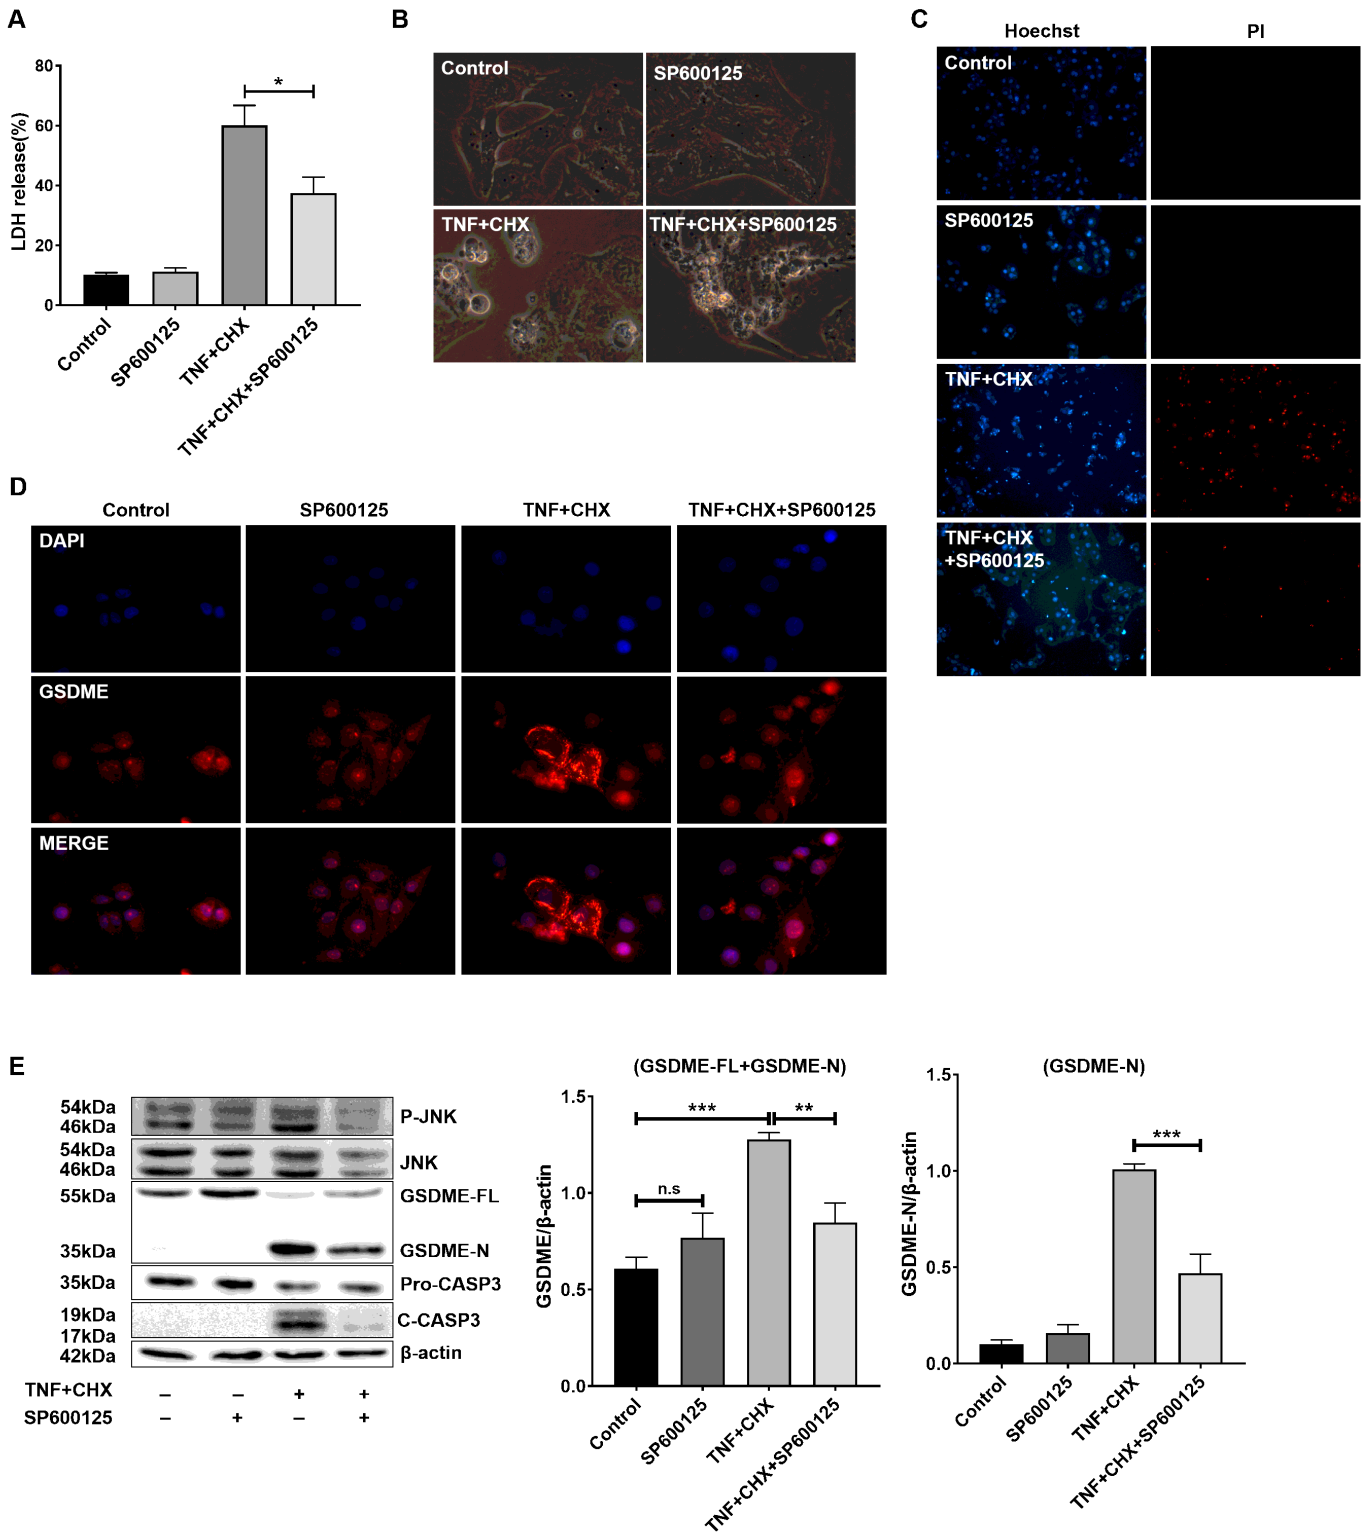 A
80
60
40
20
0
LDH release(%)
*
Control
SP600125
TNF+CHX
TNF+CHX+SP600125
B
Control
SP600125
TNF+CHX
TNF+CHX+SP600125
C
Hoechst
PI
Control
SP600125
TNF+CHX
TNF+CHX
+SP600125
D
Control
SP600125
TNF+CHX
TNF+CHX+SP600125
DAPI
GSDME
MERGE
E
54kDa
46kDa
P-JNK
54kDa
46kDa
JNK
55kDa
GSDME-FL
35kDa
GSDME-N
35kDa
Pro-CASP3
19kDa
17kDa
C-CASP3
42kDa
β-actin
TNF+CHX – – + +
SP600125 – + – +
(GSDME-FL+GSDME-N)
1.5
1.0
0.5
0.0
GSDME/β-actin
***
**
n.s
Control
SP600125
TNF+CHX
TNF+CHX+SP600125
(GSDME-N)
1.5
1.0
0.5
0.0
GSDME-N/β-actin
***
Control
SP600125
TNF+CHX
TNF+CHX+SP600125